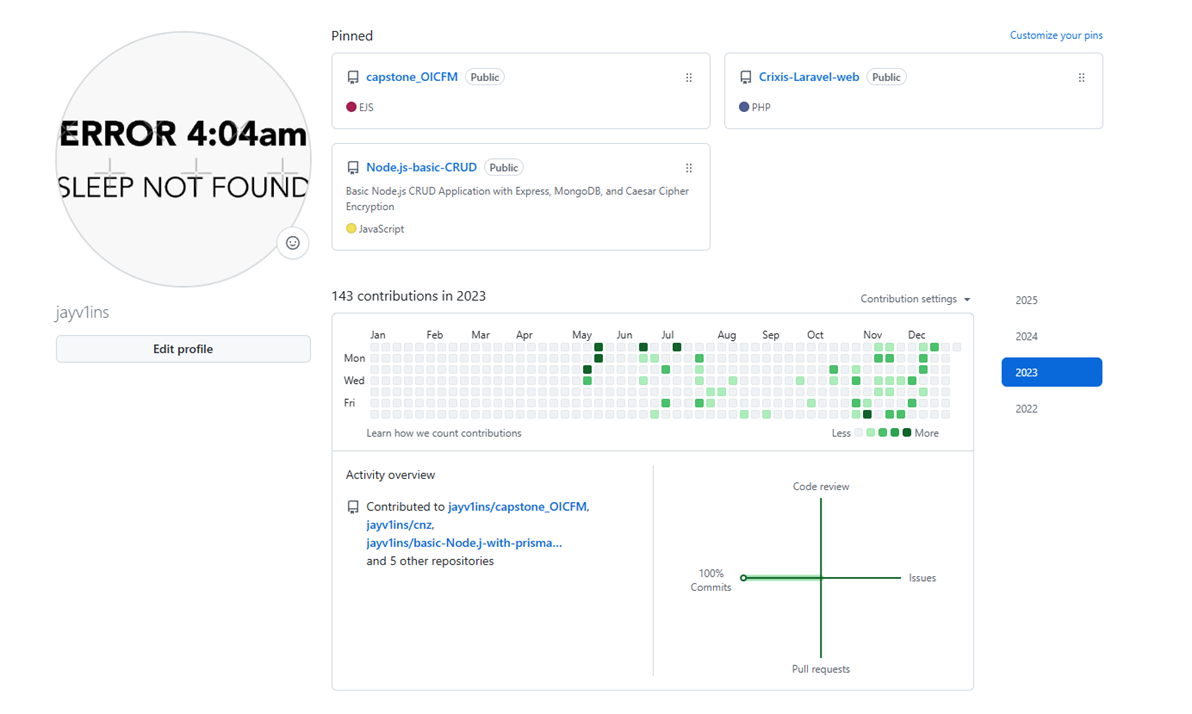 ERROR 4:04am
SLEEP NOT FOUND
jayv1ins
Edit profile
Pinned
Customize your pins
capstone_OICFM Public
EJS
Crixis-Laravel-web Public
PHP
Node.js-basic-CRUD Public
Basic Node.js CRUD Application with Express, MongoDB, and Caesar Cipher
Encryption
JavaScript
143 contributions in 2023
Contribution settings
2025
2024
2023
2022
Jan Feb Mar Apr May Jun Jul Aug Sep Oct Nov Dec
Mon
Wed
Fri
Learn how we count contributions
Less More
Activity overview
Contributed to jayv1ins/capstone_OICFM,
jayv1ins/cnz,
jayv1ins/basic-Node.j-with-prisma…
and 5 other repositories
Code review
100%
Commits
Issues
Pull requests